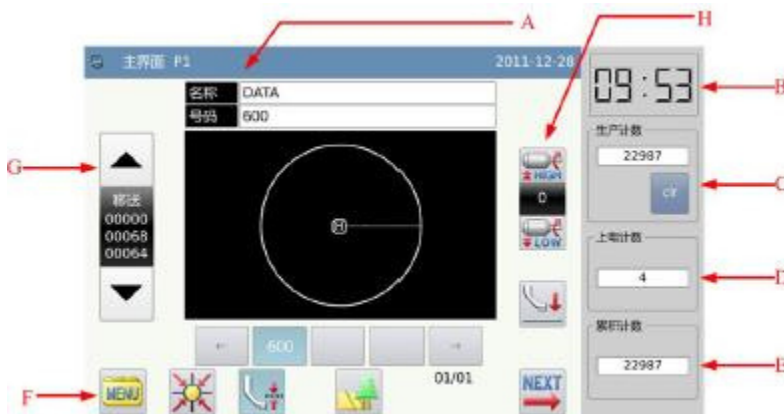 A
H
主界面 P1
2011-12-28
名称 DATA
号码 600
09:53
B
G
生产计数
22987
clr
C
HIGH
0
LOW
移送
00000
00068
00064
上电计数
4
D
← 600 →
累积计数
22987
E
F
MENU
01/01
NEXT